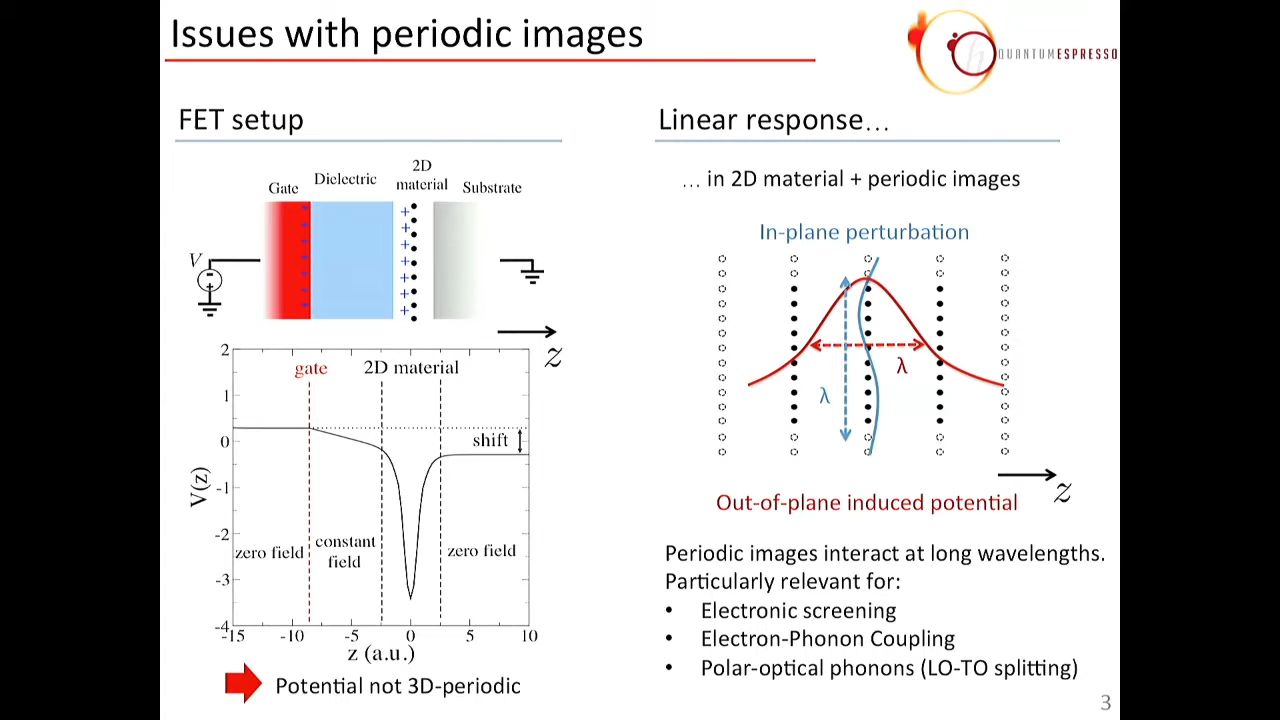 Issues with periodic images
QUANTUMESPRESSO
FET setup
Gate
Dielectric
2D
material
Substrate
V
z
2
1
0
-1
-2
-3
-4
V(z)
gate
2D material
shift
zero field
constant
field
zero field
-15
-10
-5
0
5
10
z (a.u.)
Potential not 3D-periodic
Linear response...
... in 2D material + periodic images
In-plane perturbation
λ
λ
z
Out-of-plane induced potential
Periodic images interact at long wavelengths.
Particularly relevant for:
• Electronic screening
• Electron-Phonon Coupling
• Polar-optical phonons (LO-TO splitting)
3